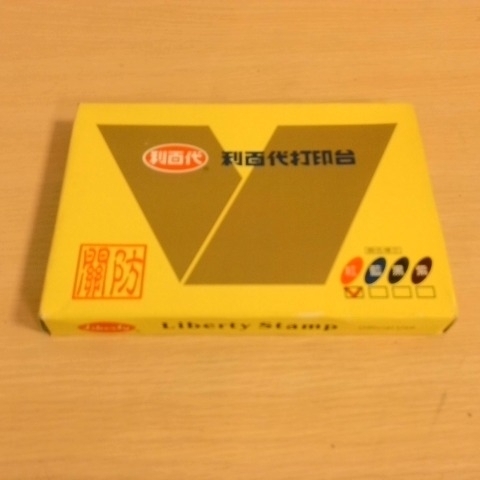 利百代
利百代打印台
關防
紅 藍 黑 紫
Liberty
Liberty Stamp